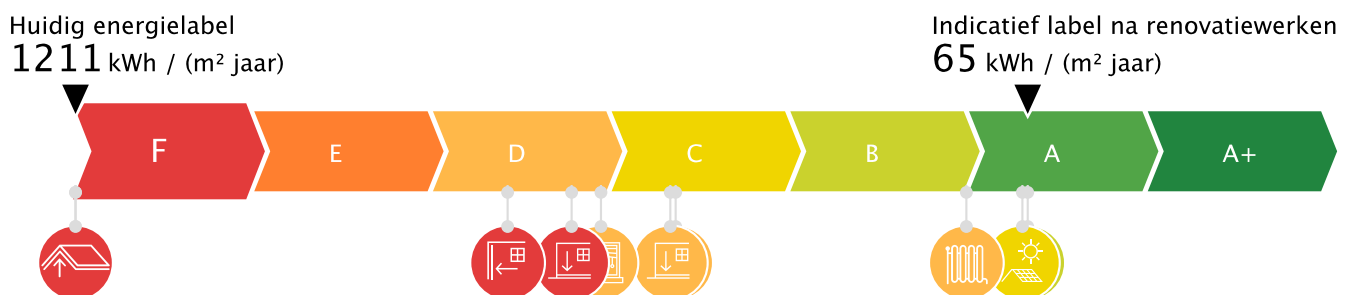 Huidig energielabel
1211 kWh / (m² jaar)
Indicatief label na renovatiewerken
65 kWh / (m² jaar)
F E D C B A A+